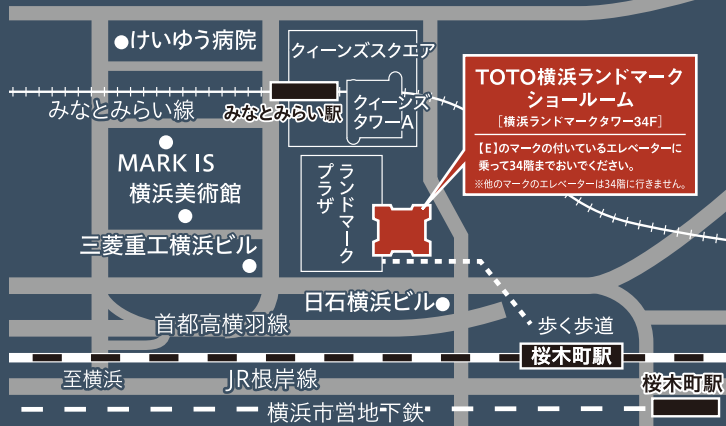 けいゆう病院
クィーンズスクエア
みなとみらい線
みなとみらい駅
クィーンズ
タワーA
TOTO横浜ランドマーク
ショールーム
[横浜ランドマークタワー34F]
【E】のマークの付いているエレベーターに
乗って34階までおいでください。
※他のマークのエレベーターは34階に行きません。
MARK IS
横浜美術館
ランドマーク
プラザ
三菱重工横浜ビル
日石横浜ビル
首都高横羽線
歩く歩道
桜木町駅
至横浜
JR根岸線
桜木町駅
横浜市営地下鉄